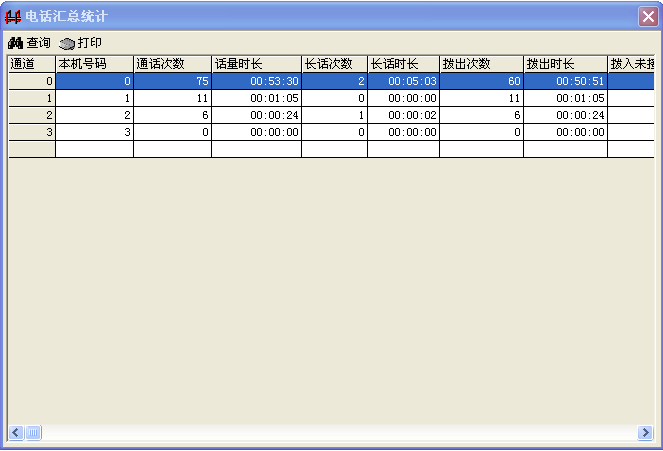 电话汇总统计
查询 打印
通道 本机号码 通话次数 话量时长 长话次数 长话时长 拨出次数 拨出时长 拨入未接
0 0 75 00:53:30 2 00:05:03 60 00:50:51
1 1 11 00:01:05 0 00:00:00 11 00:01:05
2 2 6 00:00:24 1 00:00:02 6 00:00:24
3 3 0 00:00:00 0 00:00:00 0 00:00:00